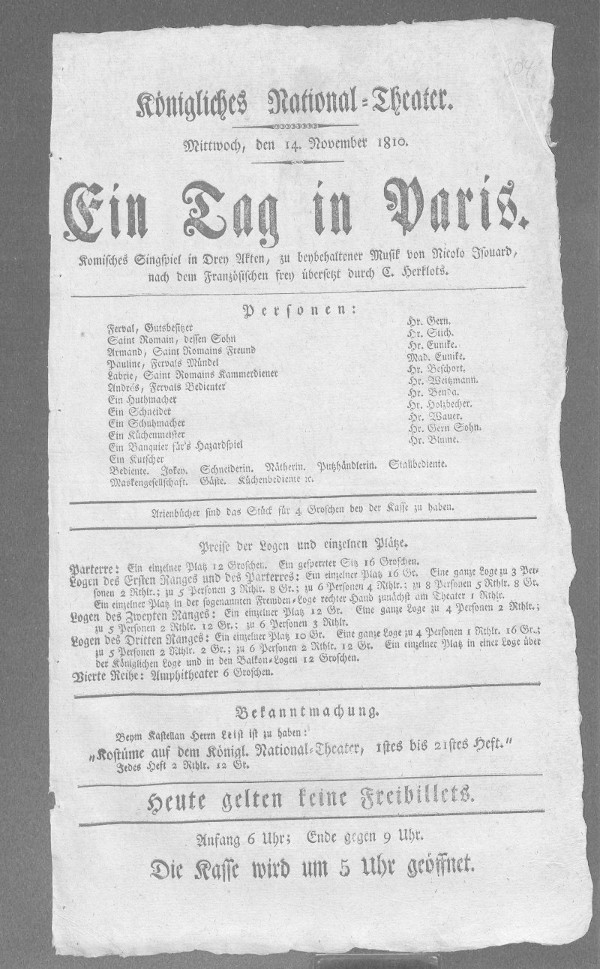 Königliches National-Theater.
Mittwoch, den 14. November 1810.
Ein Tag in Paris.
Komisches Singspiel in Drey Akten, zu beybehaltener Musik von Nicolo Isouard,
nach dem Französischen frey übersetzt durch C. Herklots.
Personen:
Ferval, Gutsbesitzer Hr. Gern.
Saint Romain, dessen Sohn Hr. Stich.
Armand, Saint Romains Freund Hr. Eunike.
Pauline, Fervals Mündel Mad. Eunike.
Labrie, Saint Romains Kammerdiener Hr. Beschort.
Andrés, Fervals Bedienter Hr. Weitzmann.
Ein Huthmacher Hr. Benda.
Ein Schneider Hr. Holzbecher.
Ein Schuhmacher Hr. Wauer.
Ein Küchenmeister Hr. Gern Sohn.
Ein Banquier für's Hazardspiel Hr. Blume.
Ein Kutscher
Bediente. Jokey. Schneiderin. Nätherin. Putzhändlerin. Stallbediente.
Maskengesellschaft. Gäste. Küchenbediente ꝛc.
Arienbücher sind das Stück für 4 Groschen bey der Kasse zu haben.
Preise der Logen und einzelnen Plätze.
Parterre: Ein einzelner Platz 12 Groschen. Ein gesperrter Sitz 16 Groschen.
Logen des Ersten Ranges und des Parterres: Ein einzelner Platz 16 Gr. Eine ganze Loge zu 3 Per-
sonen 2 Rthlr.; zu 5 Personen 3 Rthlr. 8 Gr.; zu 6 Personen 4 Rthlr.; zu 8 Personen 5 Rthlr. 8 Gr.
Ein einzelner Platz in der sogenannten Fremden-Loge rechter Hand zunächst am Theater 1 Rthlr.
Logen des Zweyten Ranges: Ein einzelner Platz 12 Gr. Eine ganze Loge zu 4 Personen 2 Rthlr.;
zu 5 Personen 2 Rthlr. 12 Gr.; zu 6 Personen 3 Rthlr.
Logen des Dritten Ranges: Ein einzelner Platz 10 Gr. Eine ganze Loge zu 4 Personen 1 Rthlr. 16 Gr.;
zu 5 Personen 2 Rthlr. 2 Gr.; zu 6 Personen 2 Rthlr. 12 Gr. Ein einzelner Platz in einer Loge über
der Königlichen Loge und in den Balkon-Logen 12 Groschen.
Vierte Reihe: Amphitheater 6 Groschen.
Bekanntmachung.
Beym Kastellan Herrn Leist ist zu haben:
„Kostüme auf dem Königl. National-Theater, 1stes bis 21stes Heft.“
Jedes Heft 2 Rthlr. 12 Gr.
Heute gelten keine Freibillets.
Anfang 6 Uhr; Ende gegen 9 Uhr.
Die Kasse wird um 5 Uhr geöffnet.